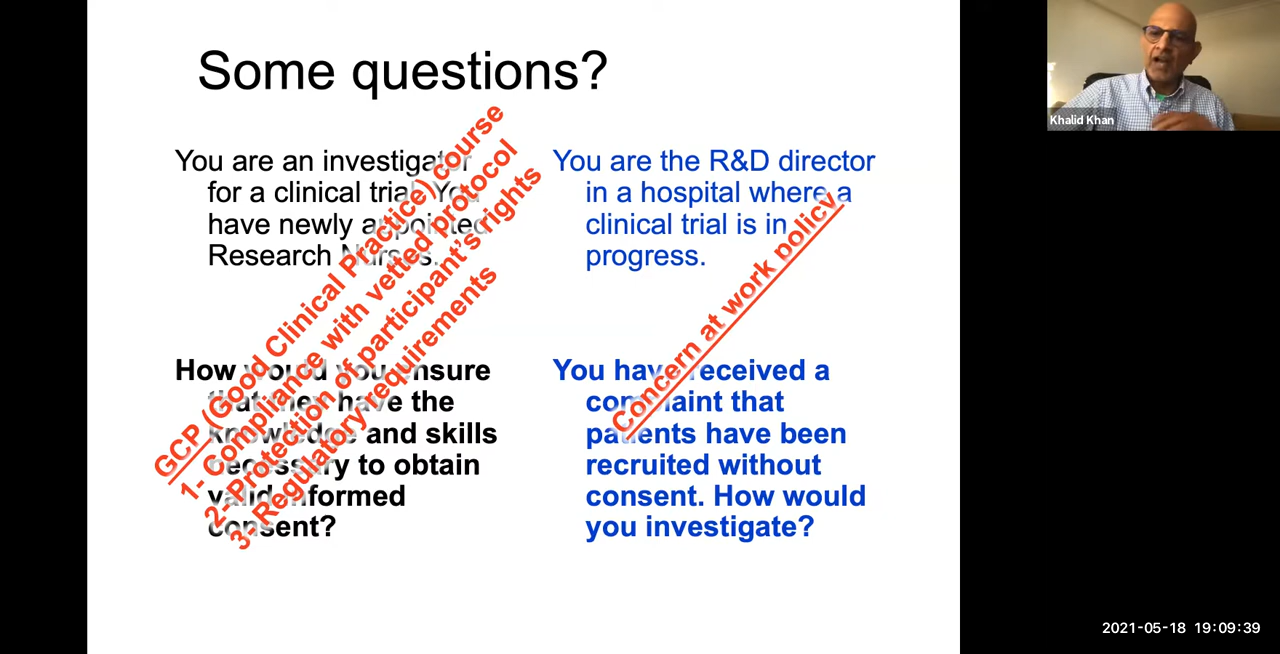 Some questions?
You are an investigator
for a clinical trial. You
have newly appointed
Research Nurses.
How would you ensure
that they have the
knowledge and skills
necessary to obtain
valid informed
consent?
GCP (Good Clinical Practice) course
1- Compliance with vetted protocol
2- Protection of participant's rights
3- Regulatory requirements
You are the R&D director
in a hospital where a
clinical trial is in
progress.
You have received a
complaint that
patients have been
recruited without
consent. How would
you investigate?
Concern at work policy
Khalid Khan
2021-05-18 19:09:39